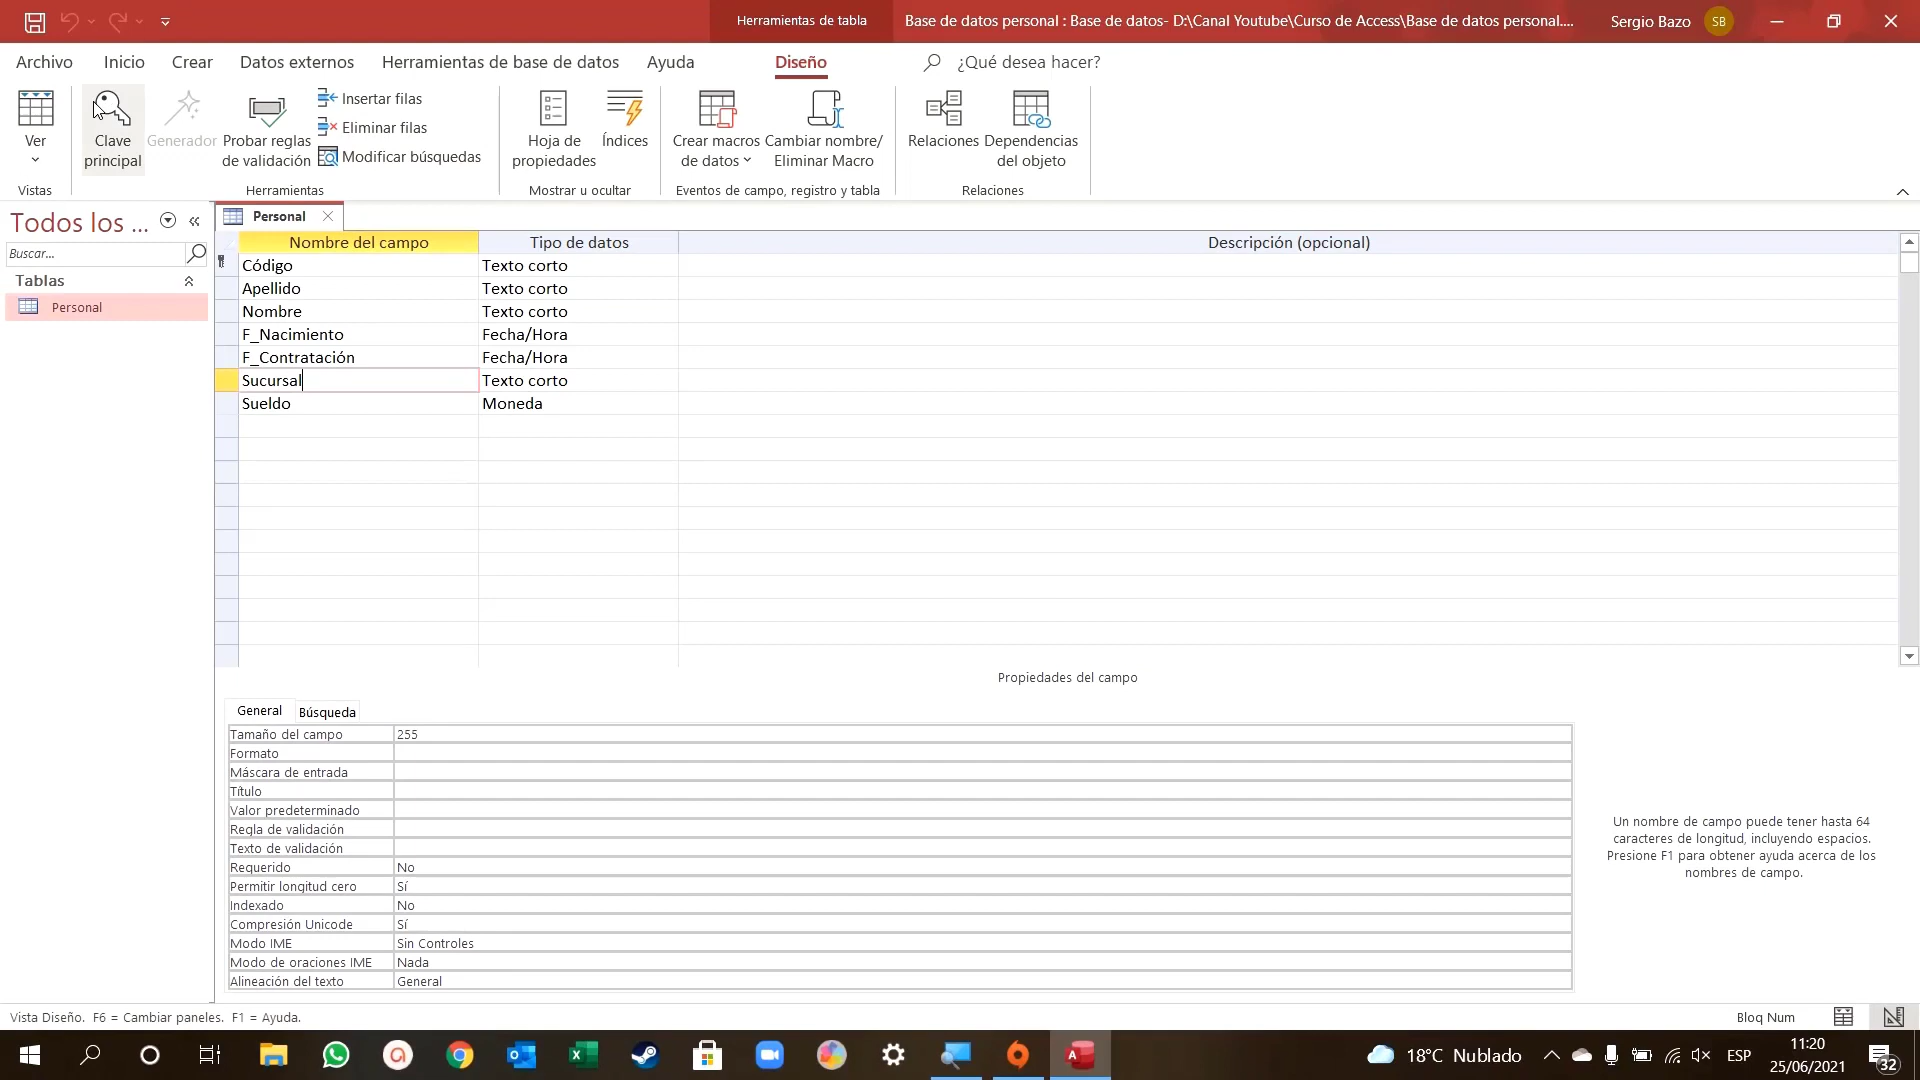 Herramientas de tabla
Base de datos personal : Base de datos- D:\Canal Youtube\Curso de Access\Base de datos personal....
Sergio Bazo
SB
Archivo
Inicio
Crear
Datos externos
Herramientas de base de datos
Ayuda
Diseño
¿Qué desea hacer?
Ver
Clave
principal
Generador
Probar reglas
de validación
Insertar filas
Eliminar filas
Modificar búsquedas
Hoja de
propiedades
Índices
Crear macros
de datos
Cambiar nombre/
Eliminar Macro
Relaciones
Dependencias
del objeto
Vistas
Herramientas
Mostrar u ocultar
Eventos de campo, registro y tabla
Relaciones
Todos los ...
Buscar...
Tablas
Personal
Personal
Nombre del campo
Tipo de datos
Descripción (opcional)
Código
Texto corto
Apellido
Texto corto
Nombre
Texto corto
F_Nacimiento
Fecha/Hora
F_Contratación
Fecha/Hora
Sucursal
Texto corto
Sueldo
Moneda
Propiedades del campo
General
Búsqueda
Tamaño del campo
255
Formato
Máscara de entrada
Título
Valor predeterminado
Regla de validación
Texto de validación
Requerido
No
Permitir longitud cero
Sí
Indexado
No
Compresión Unicode
Sí
Modo IME
Sin Controles
Modo de oraciones IME
Nada
Alineación del texto
General
Un nombre de campo puede tener hasta 64
caracteres de longitud, incluyendo espacios.
Presione F1 para obtener ayuda acerca de los
nombres de campo.
Vista Diseño. F6 = Cambiar paneles. F1 = Ayuda.
Bloq Num
18°C Nublado
ESP
11:20
25/06/2021
32